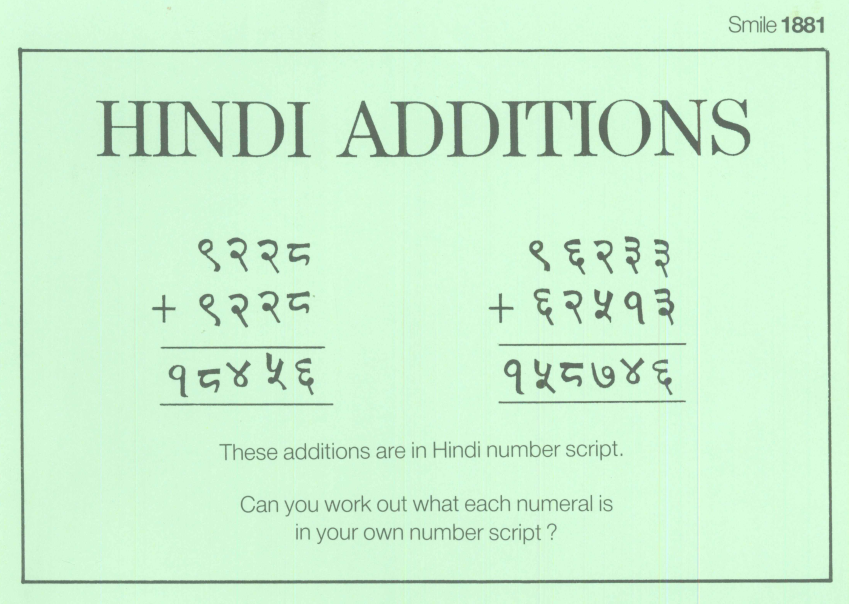 Smile 1881
HINDI ADDITIONS
९२२८
+ ९२२८
१८४५६
९६२३३
+ ६२५१३
१५८७४६
These additions are in Hindi number script.
Can you work out what each numeral is
in your own number script ?